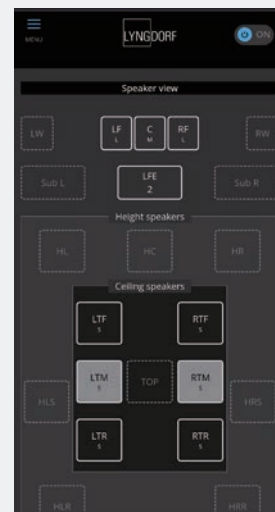 MENU
LYNGDORF
ON
Speaker view
LW
LF
L
C
M
RF
L
RW
Sub L
LFE
2
Sub R
Height speakers
HL
HC
HR
Ceiling speakers
LTF
S
RTF
S
LTM
S
TOP
RTM
S
HLS
HRS
LTR
S
RTR
S
HLR
HRR